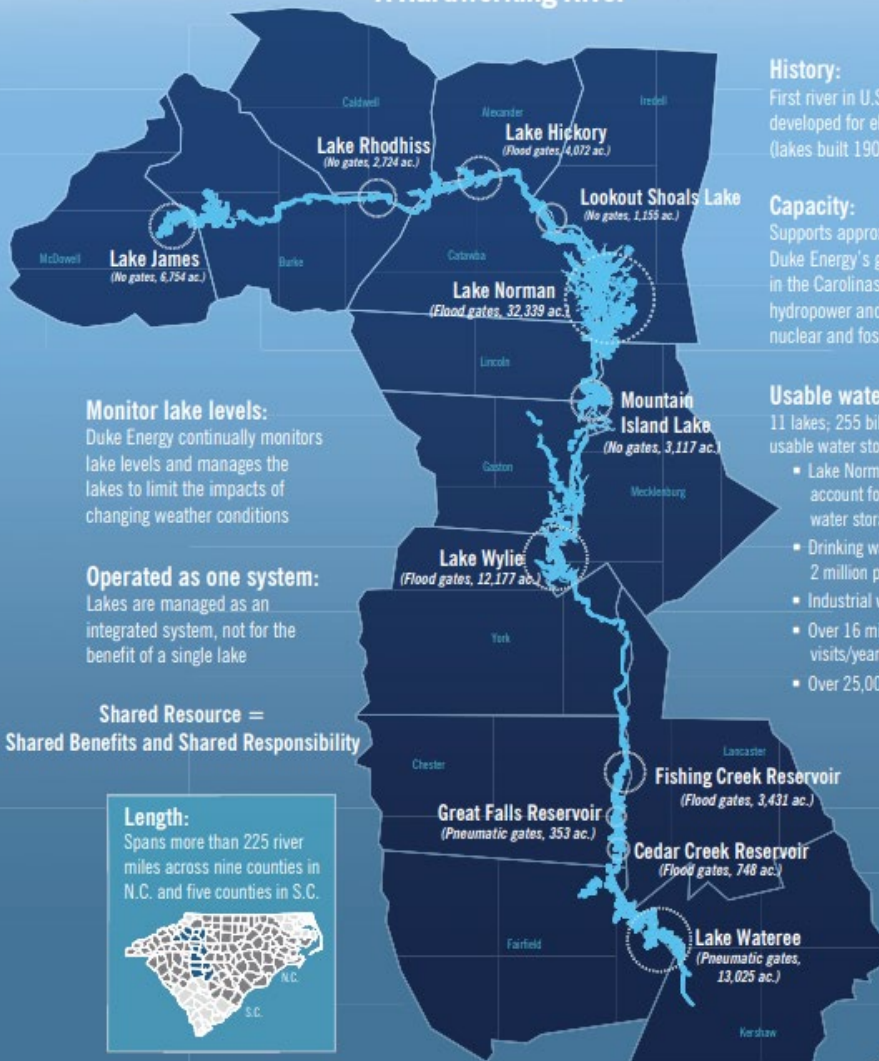 A Hardworking River
Caldwell
Alexander
Iredell
Lake Rhodhiss
(No gates, 2,724 ac.)
Lake Hickory
(Flood gates, 4,072 ac.)
Lookout Shoals Lake
(No gates, 1,155 ac.)
McDowell
Lake James
(No gates, 6,754 ac.)
Burke
Catawba
Lake Norman
(Flood gates, 32,339 ac.)
Lincoln
Mountain
Island Lake
(No gates, 3,117 ac.)
Gaston
Mecklenburg
Lake Wylie
(Flood gates, 12,177 ac.)
York
Chester
Lancaster
Fishing Creek Reservoir
(Flood gates, 3,431 ac.)
Great Falls Reservoir
(Pneumatic gates, 353 ac.)
Cedar Creek Reservoir
(Flood gates, 748 ac.)
Fairfield
Lake Wateree
(Pneumatic gates,
13,025 ac.)
Kershaw
Monitor lake levels:
Duke Energy continually monitors
lake levels and manages the
lakes to limit the impacts of
changing weather conditions
Operated as one system:
Lakes are managed as an
integrated system, not for the
benefit of a single lake
Shared Resource =
Shared Benefits and Shared Responsibility
Length:
Spans more than 225 river
miles across nine counties in
N.C. and five counties in S.C.
N.C.
S.C.
History:
First river in U.S
developed for el
(lakes built 190
Capacity:
Supports appro
Duke Energy's g
in the Carolinas
hydropower and
nuclear and fos
Usable wate
11 lakes; 255 bil
usable water sto
▪ Lake Norm
account fo
water stor
▪ Drinking w
2 million p
▪ Industrial w
▪ Over 16 mi
visits/year
▪ Over 25,00